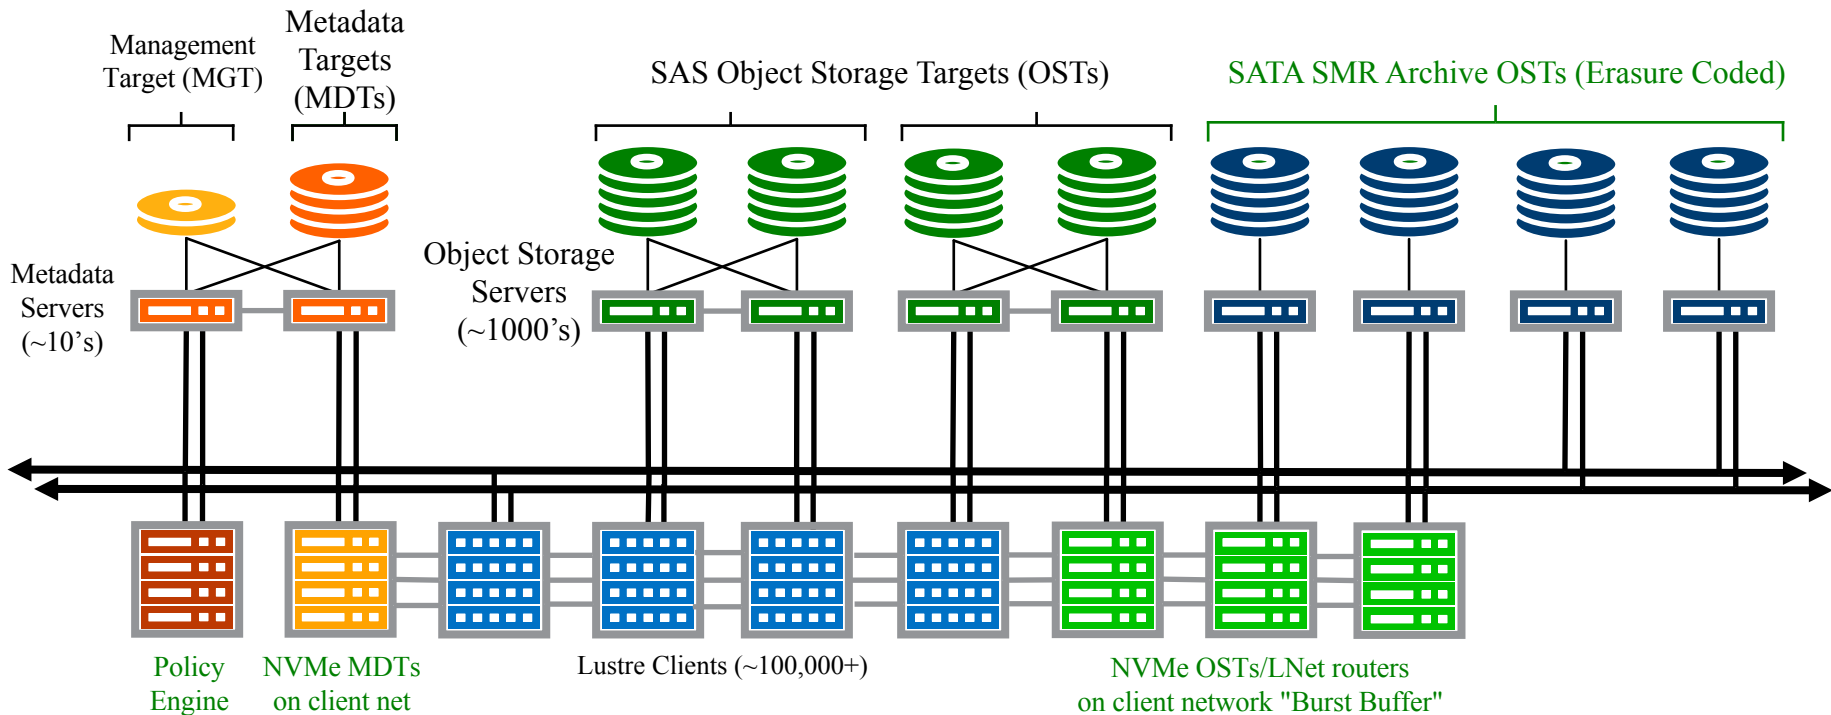 Management
Target (MGT)
Metadata
Targets
(MDTs)
SAS Object Storage Targets (OSTs)
SATA SMR Archive OSTs (Erasure Coded)
Metadata
Servers
(~10’s)
Object Storage
Servers
(~1000’s)
Policy
Engine
NVMe MDTs
on client net
Lustre Clients (~100,000+)
NVMe OSTs/LNet routers
on client network "Burst Buffer"